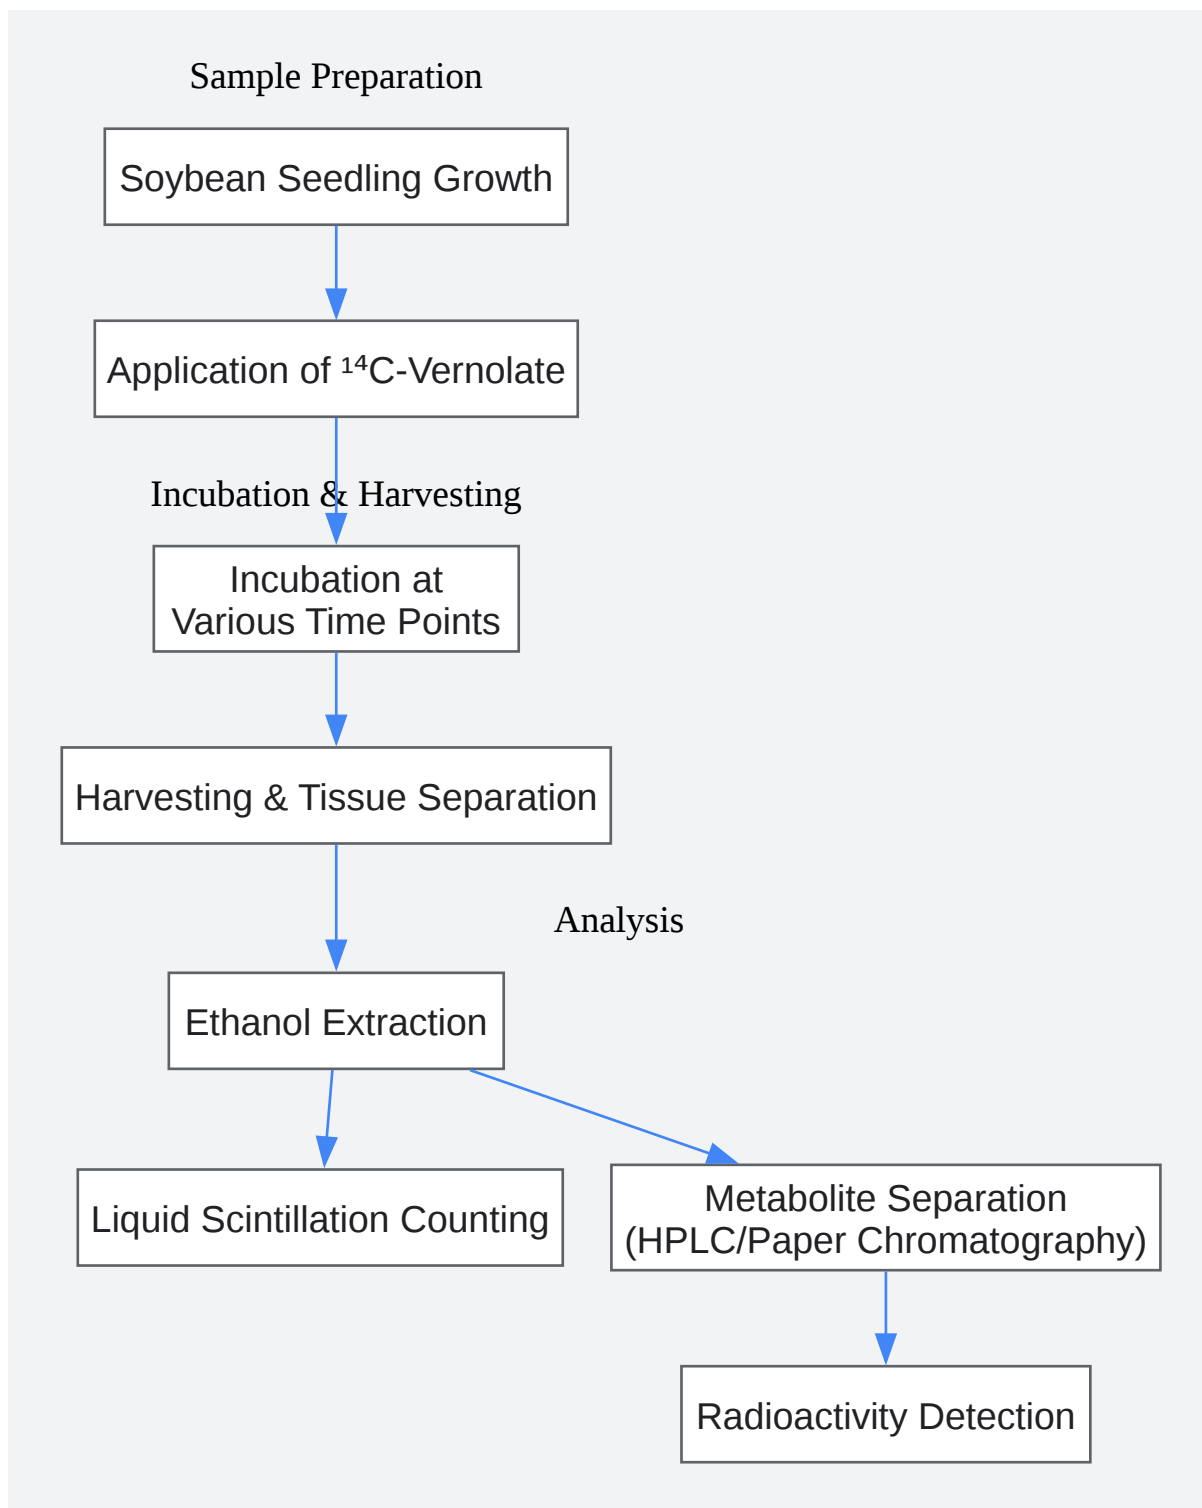 Sample Preparation
Soybean Seedling Growth
Application of ¹⁴C-Vernolate
Incubation & Harvesting
Incubation at
Various Time Points
Harvesting & Tissue Separation
Analysis
Ethanol Extraction
Liquid Scintillation Counting
Metabolite Separation
(HPLC/Paper Chromatography)
Radioactivity Detection